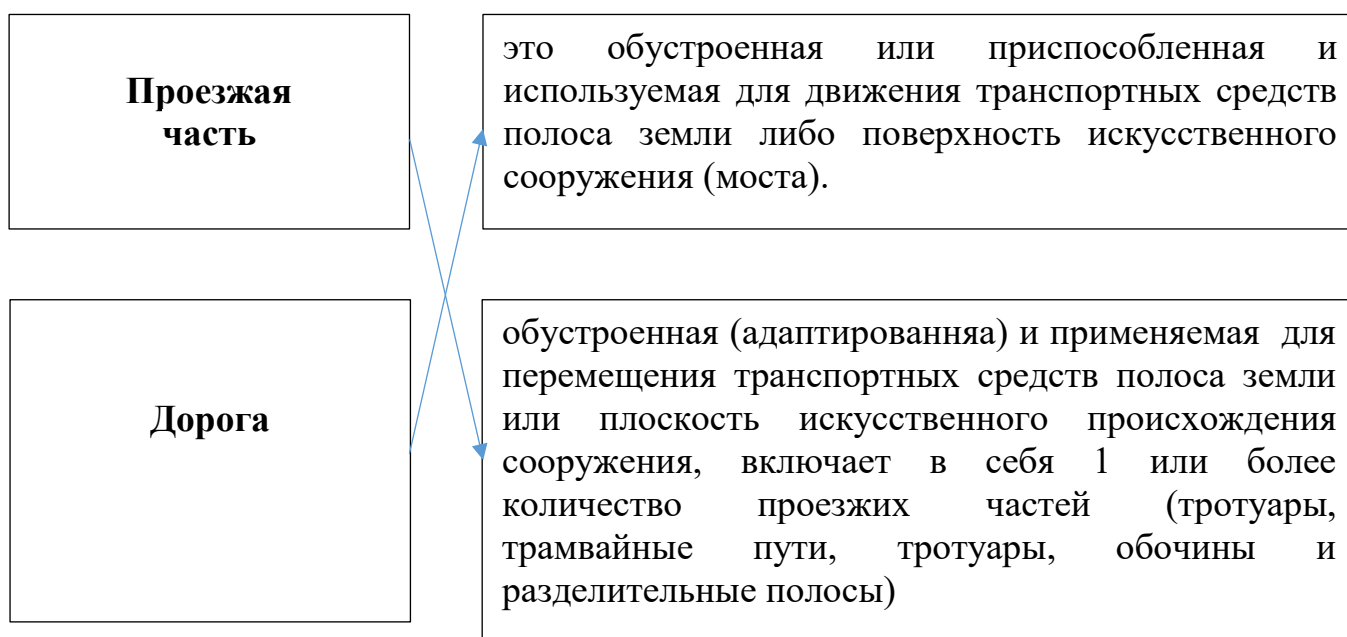 Проезжая
часть
это обустроенная или приспособленная и
используемая для движения транспортных средств
полоса земли либо поверхность искусственного
сооружения (моста).
Дорога
обустроенная (адаптированняа) и применяемая для
перемещения транспортных средств полоса земли
или плоскость искусственного происхождения
сооружения, включает в себя 1 или более
количество проезжих частей (тротуары,
трамвайные пути, тротуары, обочины и
разделительные полосы)